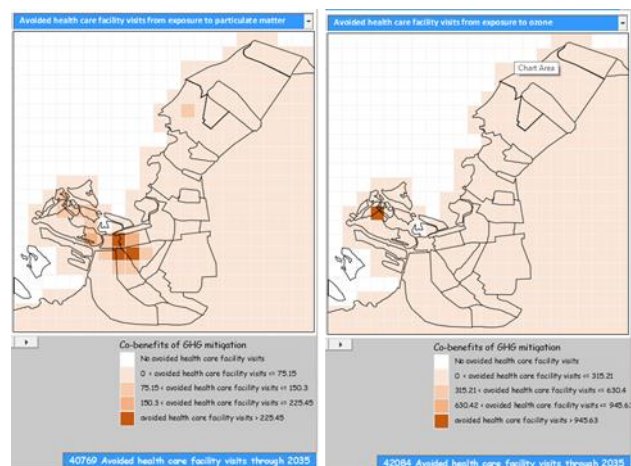 Avoided health care facility visits from exposure to particulate matter
Co-benefits of GHG mitigation
No avoided health care facility visits
0 < avoided health care facility visits <= 75.15
75.15 < avoided health care facility visits <= 150.3
150.3 < avoided health care facility visits <= 225.45
avoided health care facility visits > 225.45
40769 Avoided health care facility visits through 2035
Avoided health care facility visits from exposure to ozone
Chart Area
Co-benefits of GHG mitigation
No avoided health care facility visits
0 < avoided health care facility visits <= 315.21
315.21 < avoided health care facility visits <= 630.4
630.42 < avoided health care facility visits <= 945.63
avoided health care facility visits > 945.63
42084 Avoided health care facility visits through 2035